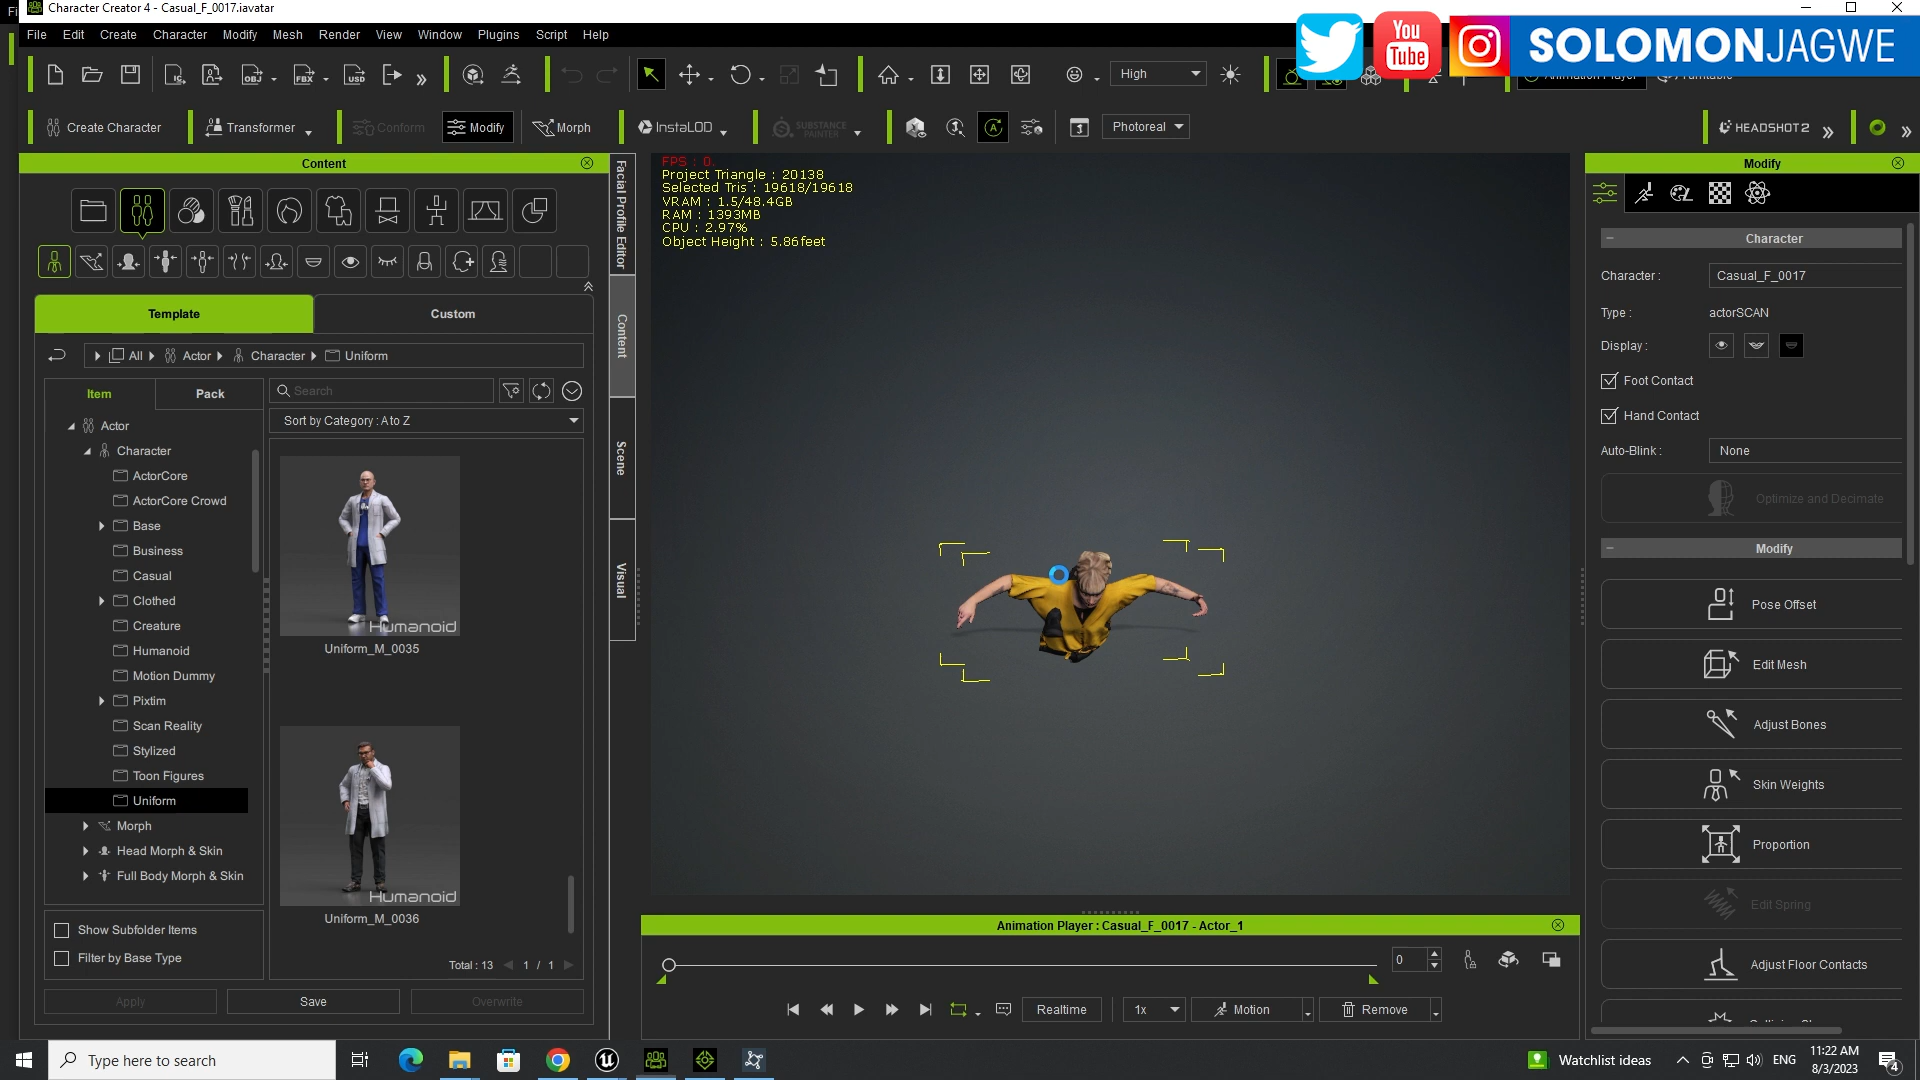 Character Creator 4 - Casual_F_0017.iavatar
File Edit Create Character Modify Mesh Render View Window Plugins Script Help
You Tube
SOLOMONJAGWE
IC
OBJ
FBX
USD
High
Create Character
Transformer
Conform
Modify
Morph
InstaLOD
SUBSTANCE PAINTER
Photoreal
HEADSHOT2
Content
Template
Custom
All Actor Character Uniform
Item
Pack
Search
Sort by Category : A to Z
Actor
Character
ActorCore
ActorCore Crowd
Base
Business
Casual
Clothed
Creature
Humanoid
Motion Dummy
Pixtim
Scan Reality
Stylized
Toon Figures
Uniform
Morph
Head Morph & Skin
Full Body Morph & Skin
Humanoid
Uniform_M_0035
Humanoid
Uniform_M_0036
Show Subfolder Items
Filter by Base Type
Total : 13 1 / 1
Apply
Save
Overwrite
Facial Profile Editor
Content
Scene
Visual
FPS : 0.
Project Triangle : 20138
Selected Tris : 19618/19618
VRAM : 1.5/48.4GB
RAM : 1393MB
CPU : 2.97%
Object Height : 5.86feet
Animation Player : Casual_F_0017 - Actor_1
0
Realtime
1x
Motion
Remove
Modify
Character
Character : Casual_F_0017
Type : actorSCAN
Display :
Foot Contact
Hand Contact
Auto-Blink : None
Optimize and Decimate
Modify
Pose Offset
Edit Mesh
Adjust Bones
Skin Weights
Proportion
Edit Spring
Adjust Floor Contacts
Type here to search
Watchlist ideas
ENG
11:22 AM
8/3/2023
4